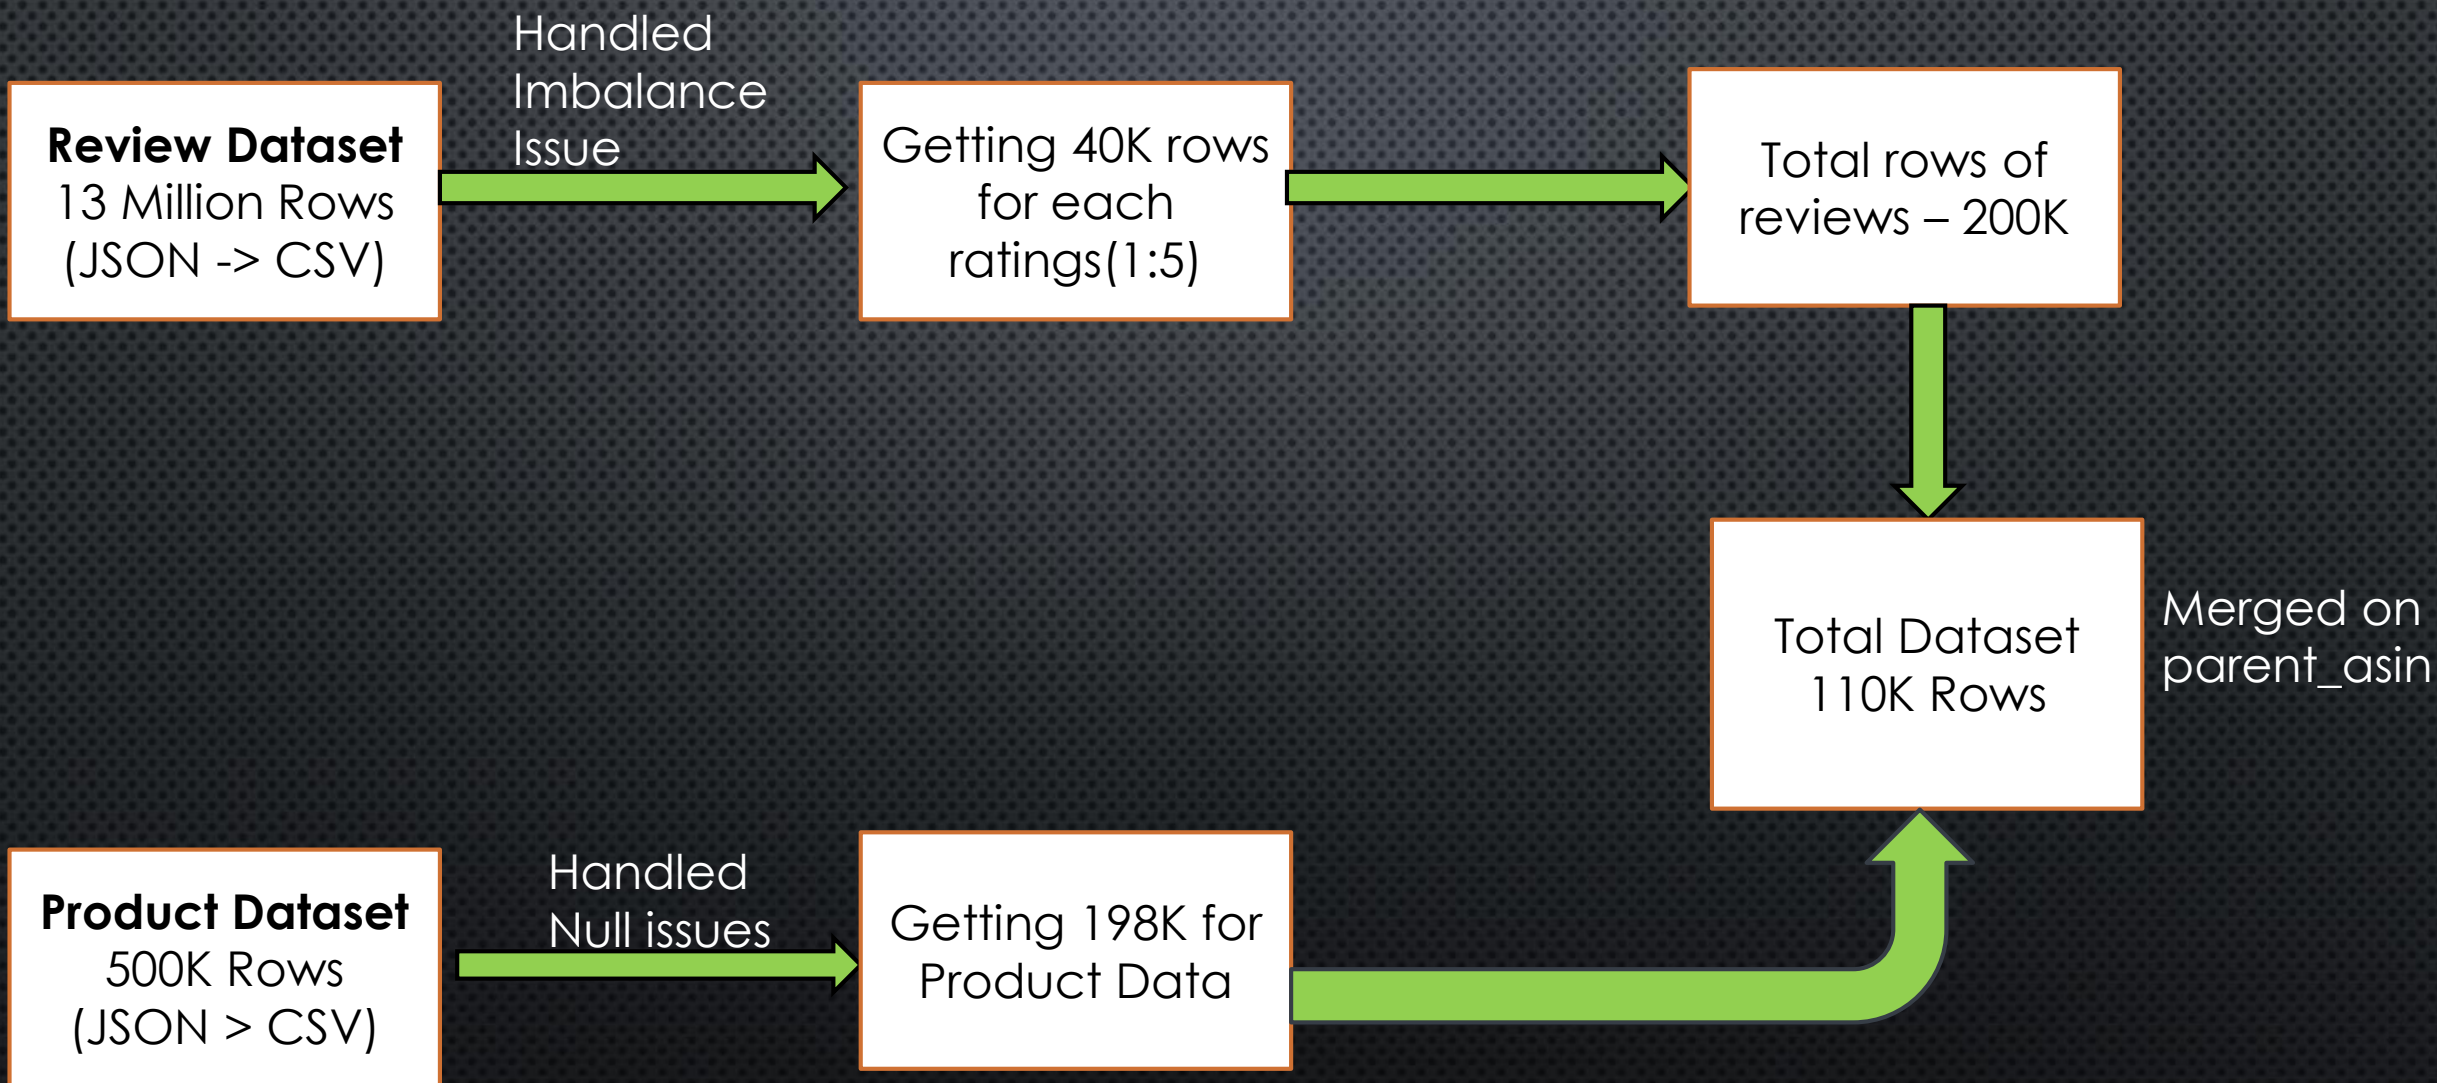 Handled
Imbalance
Issue
Review Dataset
13 Million Rows
(JSON -> CSV)
Getting 40K rows
for each
ratings(1:5)
Total rows of
reviews – 200K
Total Dataset
110K Rows
Merged on
parent_asin
Handled
Null issues
Product Dataset
500K Rows
(JSON > CSV)
Getting 198K for
Product Data